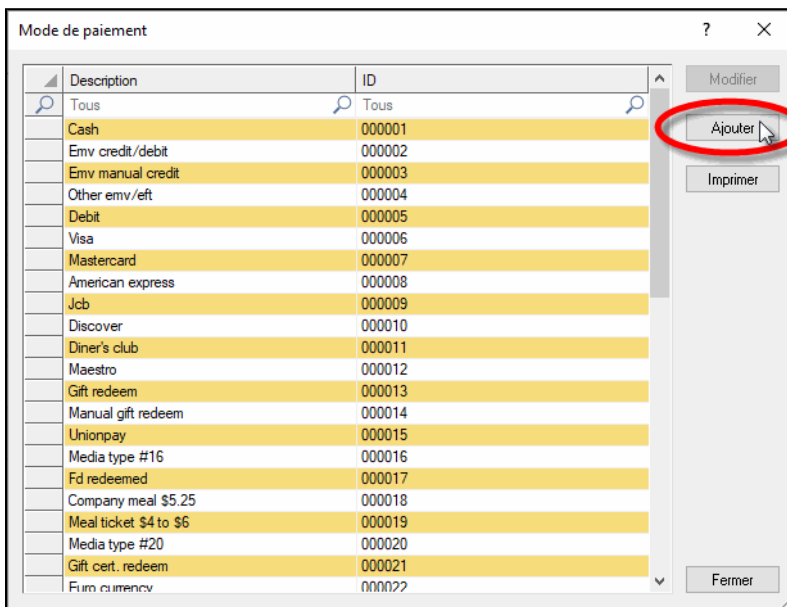 Mode de paiement ?
Description ID Modifier
Tous Tous
Cash 000001 Ajouter
Emv credit/debit 000002
Emv manual credit 000003 Imprimer
Other emv/eft 000004
Debit 000005
Visa 000006
Mastercard 000007
American express 000008
Jcb 000009
Discover 000010
Diner's club 000011
Maestro 000012
Gift redeem 000013
Manual gift redeem 000014
Unionpay 000015
Media type #16 000016
Fd redeemed 000017
Company meal $5.25 000018
Meal ticket $4 to $6 000019
Media type #20 000020
Gift cert. redeem 000021
Euro currency 000022 Fermer